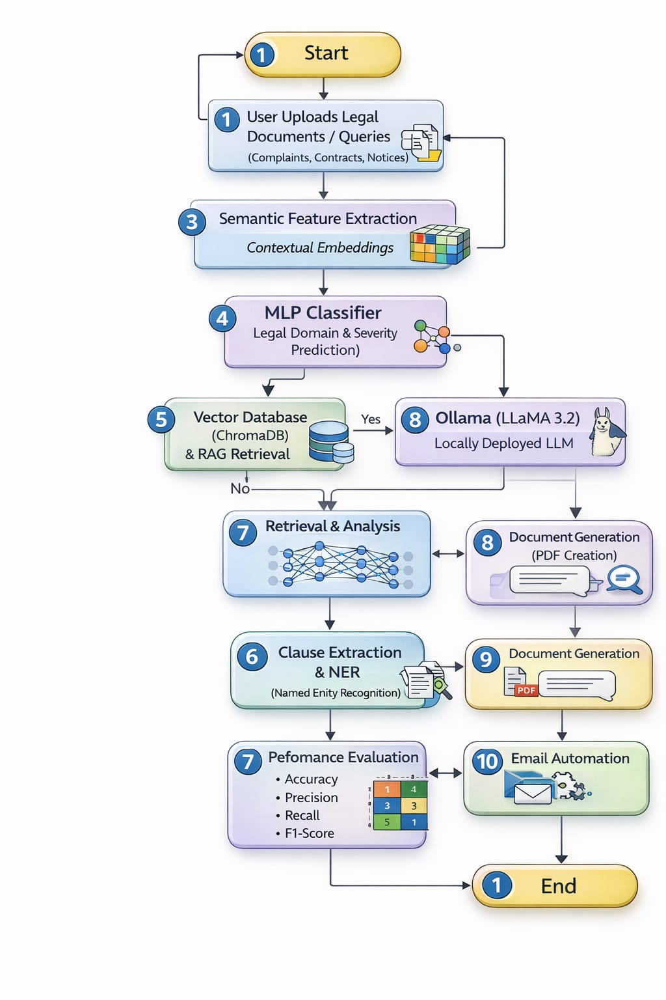 1 Start
1 User Uploads Legal
Documents / Queries
(Complaints, Contracts, Notices)
3 Semantic Feature Extraction
Contextual Embeddings
4 MLP Classifier
Legal Domain & Severity
Prediction)
5 Vector Database
(ChromaDB)
& RAG Retrieval
Yes
8 Ollama (LLaMA 3.2)
Locally Deployed LLM
No
7 Retrieval & Analysis
8 Document Generation
(PDF Creation)
6 Clause Extraction
& NER
(Named Enity Recognition)
9 Document Generation
PDF
7 Pefomance Evaluation
• Accuracy
• Precision
• Recall
• F1-Score
1 4
3 3
5 1
10 Email Automation
1 End